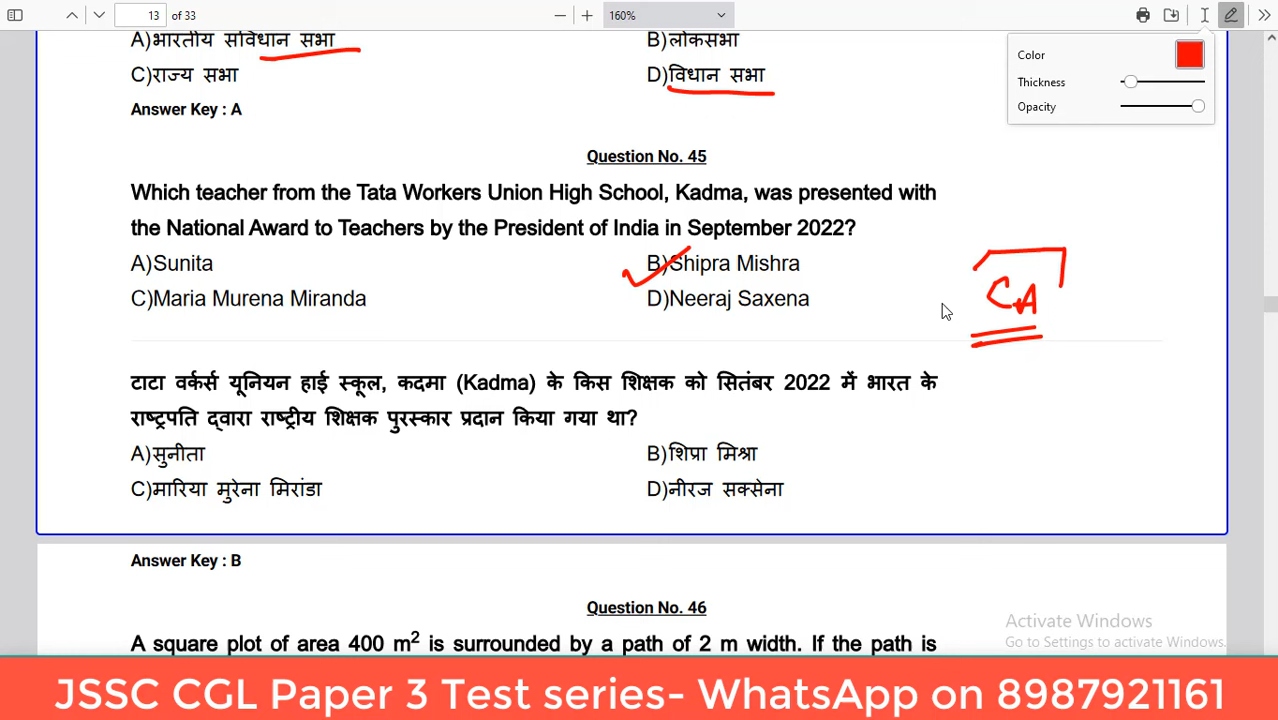 13 of 33
160%
A)भारतीय संविधान सभा B)लोकसभा
C)राज्य सभा D)विधान सभा
Answer Key : A
Color
Thickness
Opacity
Question No. 45
Which teacher from the Tata Workers Union High School, Kadma, was presented with
the National Award to Teachers by the President of India in September 2022?
A)Sunita B)Shipra Mishra
C)Maria Murena Miranda D)Neeraj Saxena
CA
टाटा वर्कर्स यूनियन हाई स्कूल, कदमा (Kadma) के किस शिक्षक को सितंबर 2022 में भारत के
राष्ट्रपति द्वारा राष्ट्रीय शिक्षक पुरस्कार प्रदान किया गया था?
A)सुनीता B)शिप्रा मिश्रा
C)मारिया मुरेना मिरांडा D)नीरज सक्सेना
Answer Key : B
Question No. 46
A square plot of area 400 m² is surrounded by a path of 2 m width. If the path is
Activate Windows
Go to Settings to activate Windows.
JSSC CGL Paper 3 Test series- WhatsApp on 8987921161